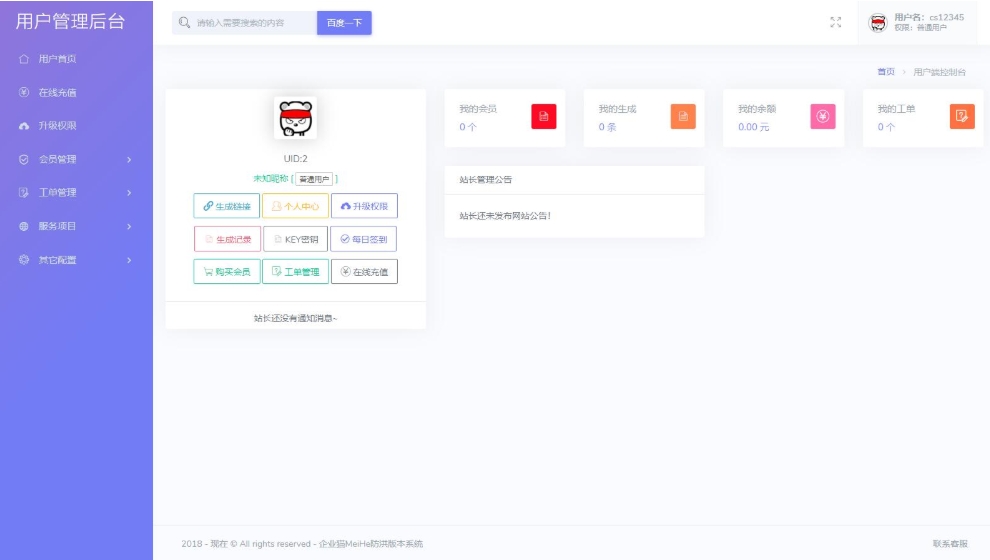 用户管理后台
用户首页
在线充值
升级权限
会员管理
工单管理
服务项目
其它配置
请输入需要搜索的内容
百度一下
用户名: cs12345
权限: 普通用户
首页 > 用户端控制台
UID:2
未知昵称 [ 普通用户 ]
生成链接 个人中心 升级权限
生成记录 KEY密钥 每日签到
购买会员 工单管理 在线充值
站长还没有通知消息~
我的会员
0 个
我的生成
0 条
我的余额
0.00 元
我的工单
0 个
站长管理公告
站长还未发布网站公告!
2018 - 现在 © All rights reserved - 企业猫MeiHe防洪版本系统
联系客服